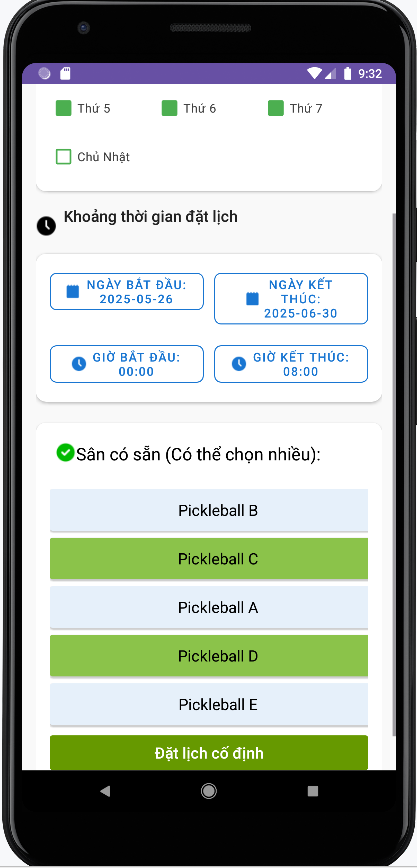 9:32
Thứ 5 Thứ 6 Thứ 7
Chủ Nhật
Khoảng thời gian đặt lịch
NGÀY BẮT ĐẦU:
2025-05-26
NGÀY KẾT
THÚC:
2025-06-30
GIỜ BẮT ĐẦU:
00:00
GIỜ KẾT THÚC:
08:00
Sân có sẵn (Có thể chọn nhiều):
Pickleball B
Pickleball C
Pickleball A
Pickleball D
Pickleball E
Đặt lịch cố định